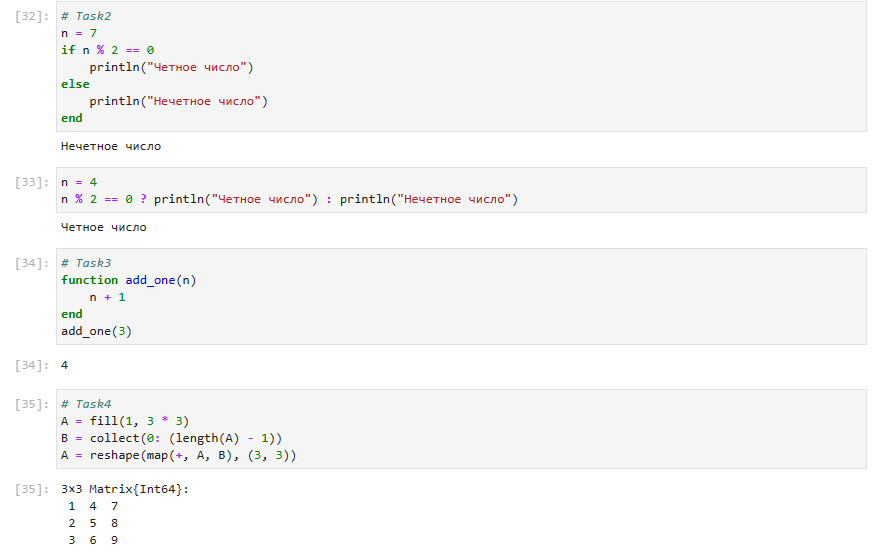 [32]: # Task2
n = 7
if n % 2 == 0
    println("Четное число")
else
    println("Нечетное число")
end
Нечетное число
[33]: n = 4
n % 2 == 0 ? println("Четное число") : println("Нечетное число")
Четное число
[34]: # Task3
function add_one(n)
    n + 1
end
add_one(3)
[34]: 4
[35]: # Task4
A = fill(1, 3 * 3)
B = collect(0: (length(A) - 1))
A = reshape(map(+, A, B), (3, 3))
[35]: 3×3 Matrix{Int64}:
 1  4  7
 2  5  8
 3  6  9